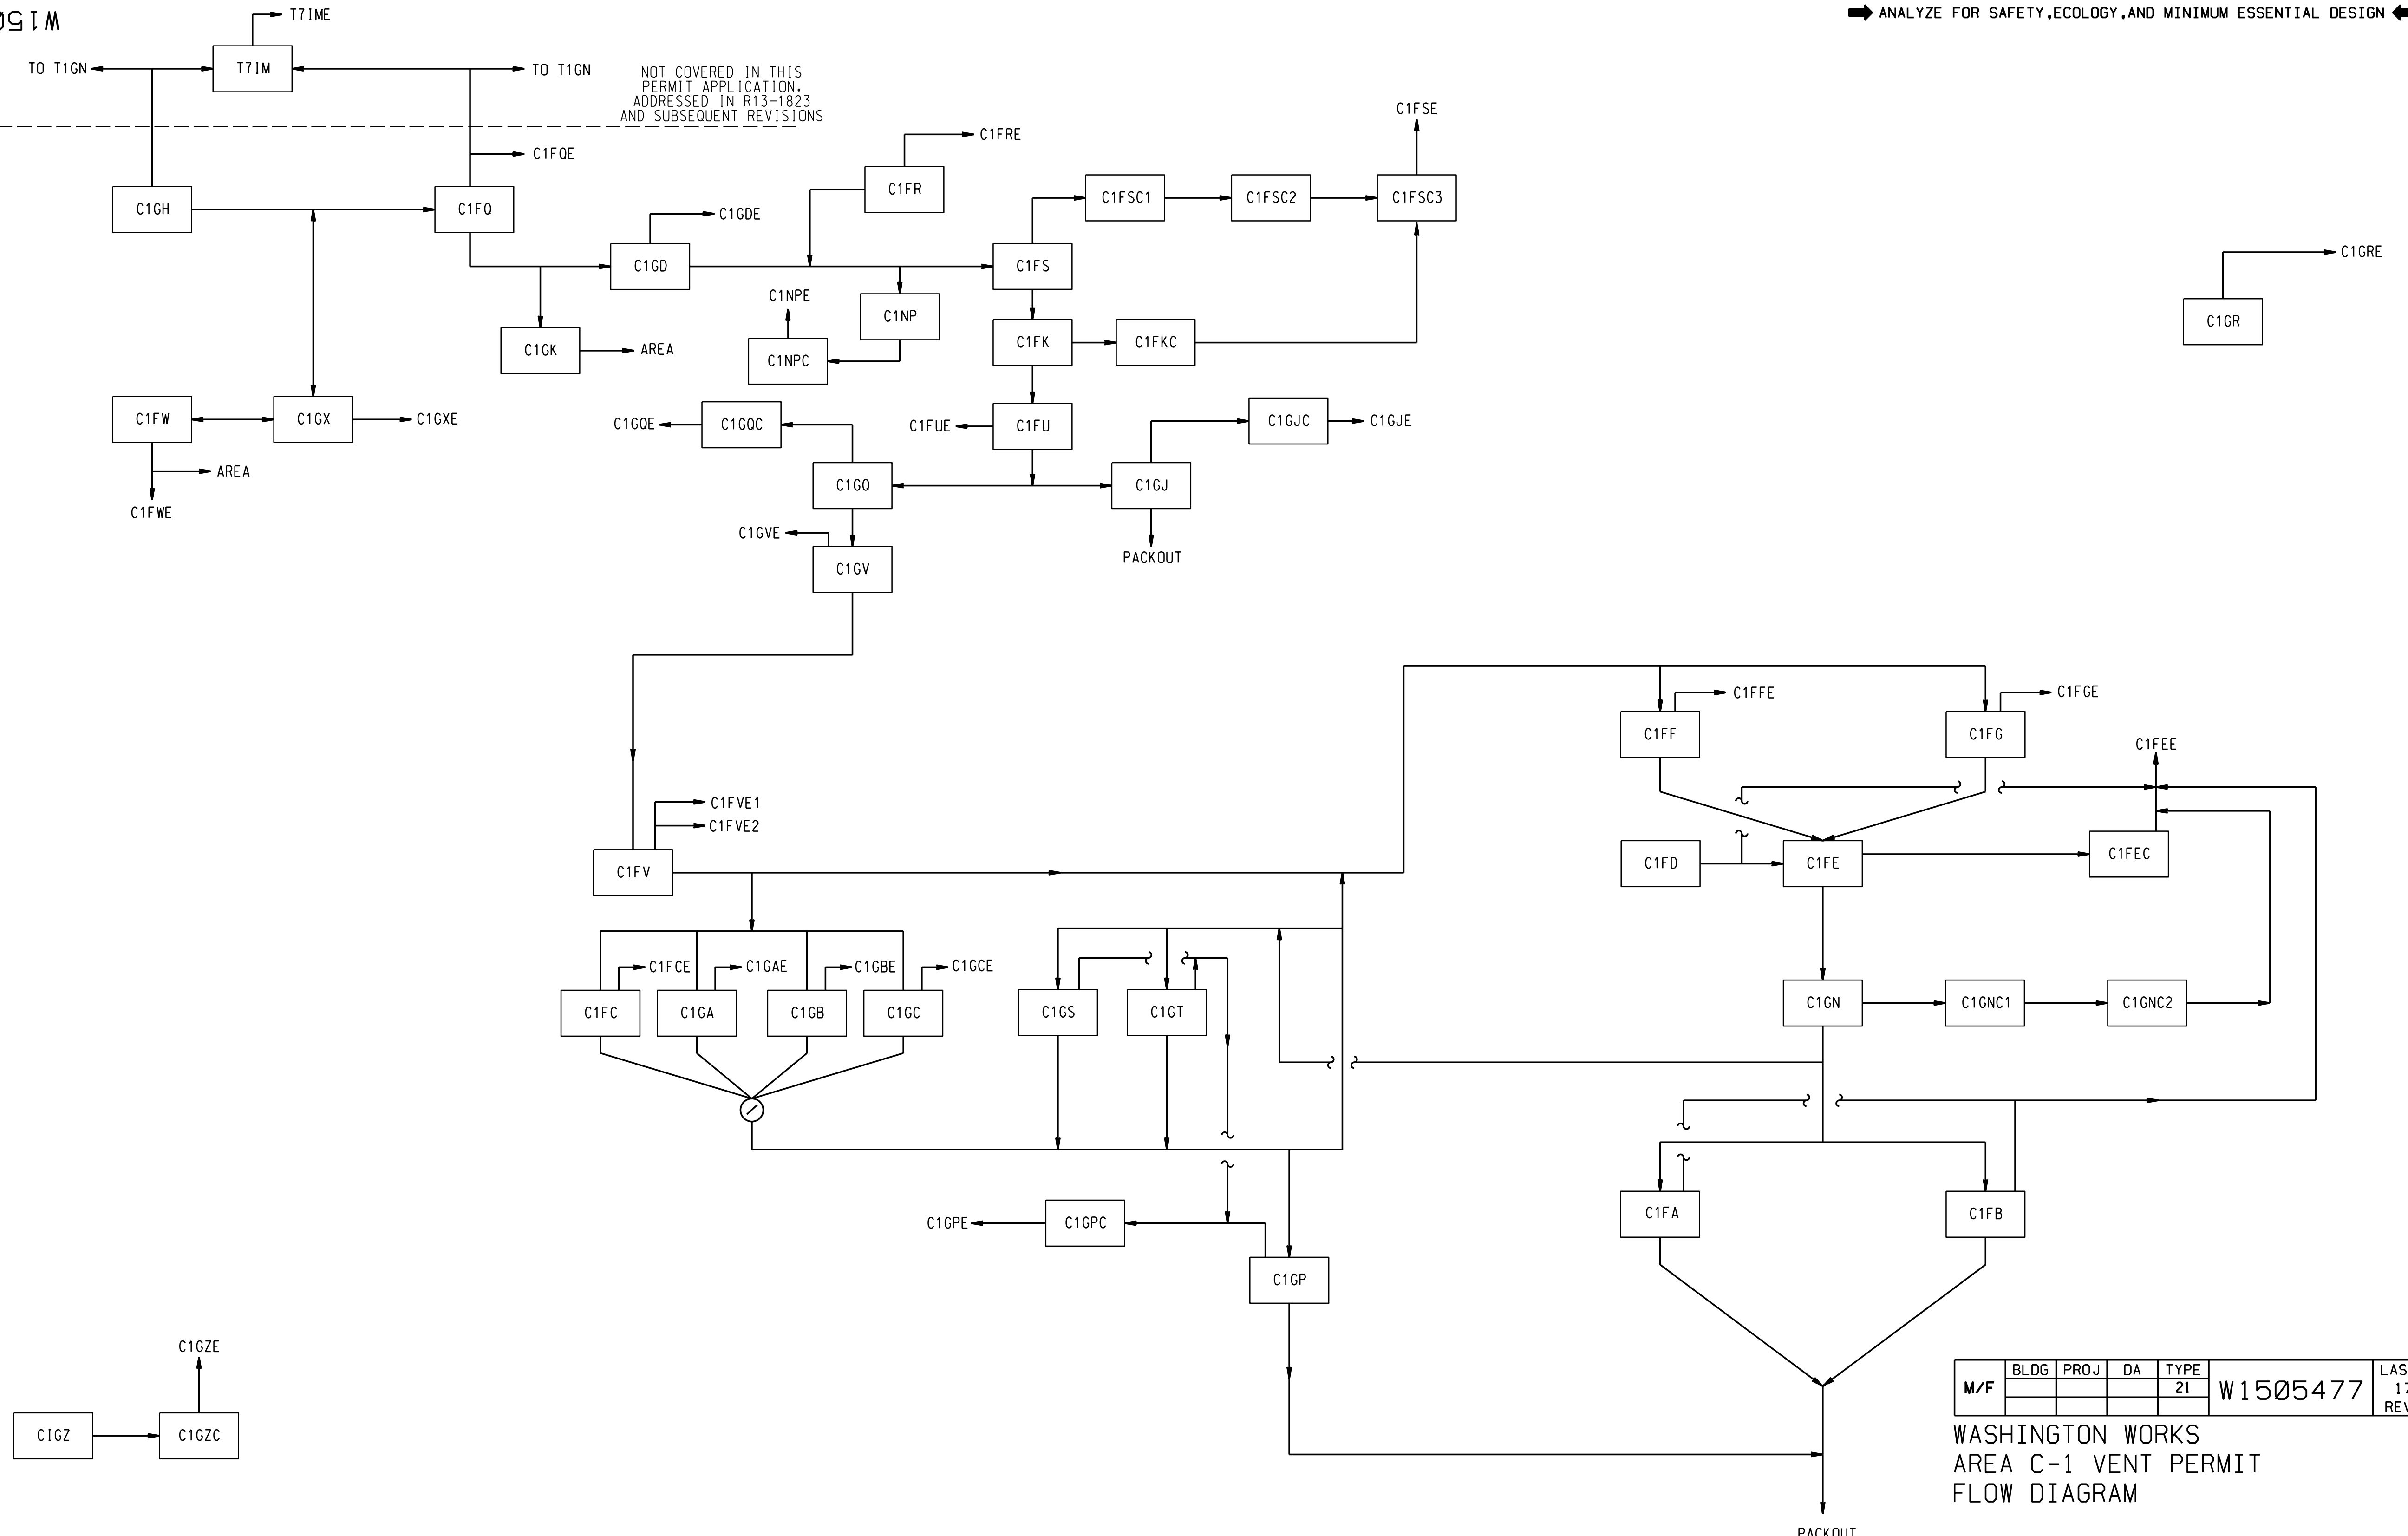 W150
T7IME
ANALYZE FOR SAFETY,ECOLOGY,AND MINIMUM ESSENTIAL DESIGN
TO T1GN
T7IM
TO T1GN
NOT COVERED IN THIS
PERMIT APPLICATION.
ADDRESSED IN R13-1823
AND SUBSEQUENT REVISIONS
C1FSE
C1FRE
C1FQE
C1GH
C1FQ
C1FR
C1FSC1
C1FSC2
C1FSC3
C1GDE
C1GD
C1FS
C1GRE
C1GR
C1NPE
C1NP
C1GK
AREA
C1NPC
C1FK
C1FKC
C1FW
C1GX
C1GXE
C1GQE
C1GQC
C1FUE
C1FU
C1GJC
C1GJE
AREA
C1FWE
C1GQ
C1GJ
C1GVE
PACKOUT
C1GV
C1FFE
C1FGE
C1FF
C1FG
C1FEE
C1FVE1
C1FVE2
C1FV
C1FD
C1FE
C1FEC
C1FCE
C1GAE
C1GBE
C1GCE
C1FC
C1GA
C1GB
C1GC
C1GS
C1GT
C1GN
C1GNC1
C1GNC2
C1GPE
C1GPC
C1FA
C1FB
C1GP
C1GZE
CIGZ
C1GZC
M/F
BLDG PROJ DA TYPE
21
W1505477
LAS
17
REV
WASHINGTON WORKS
AREA C-1 VENT PERMIT
FLOW DIAGRAM
PACKOUT